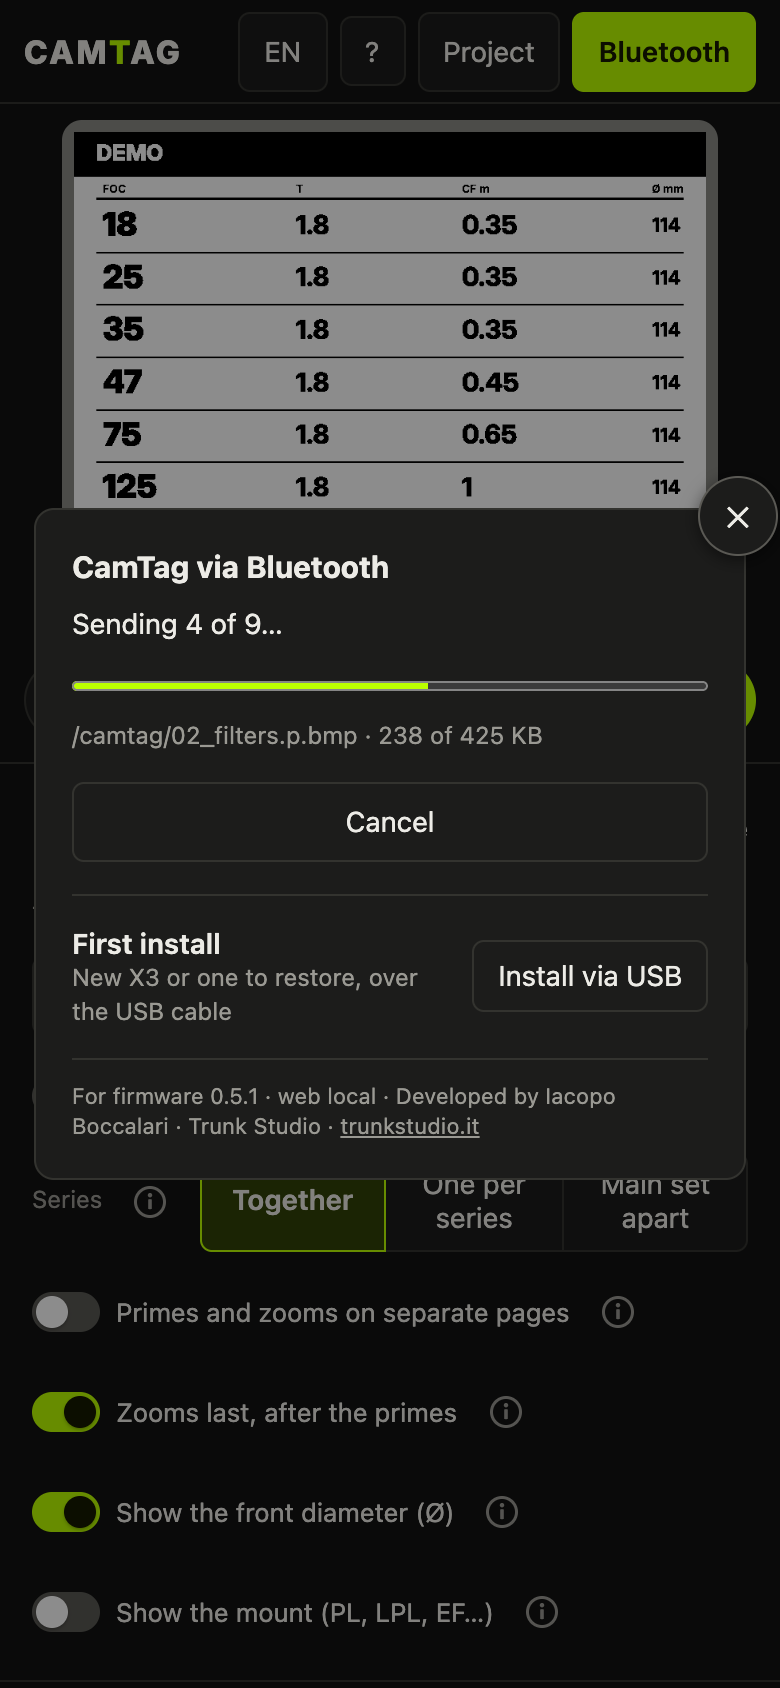 CAMTAG EN ? Project Bluetooth
DEMO
FOC T CF m Ø mm
18 1.8 0.35 114
25 1.8 0.35 114
35 1.8 0.35 114
47 1.8 0.45 114
75 1.8 0.65 114
125 1.8 1 114
CamTag via Bluetooth
Sending 4 of 9...
/camtag/02_filters.p.bmp · 238 of 425 KB
Cancel
First install
New X3 or one to restore, over
the USB cable
Install via USB
For firmware 0.5.1 · web local · Developed by Iacopo
Boccalari · Trunk Studio · trunkstudio.it
Series
Together
One per
series
Main set
apart
Primes and zooms on separate pages
Zooms last, after the primes
Show the front diameter (Ø)
Show the mount (PL, LPL, EF...)